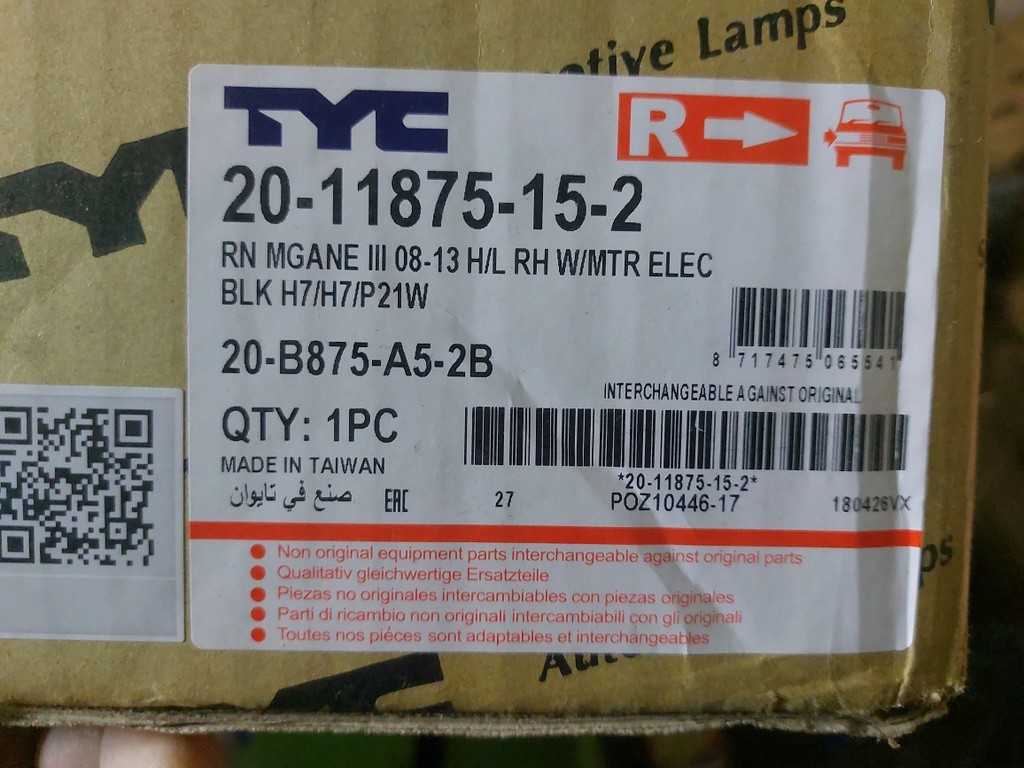 Lamps
TYC
R
20-11875-15-2
RN MGANE III 08-13 H/L RH W/MTR ELEC
BLK H7/H7/P21W
8 717475 065541
20-B875-A5-2B
INTERCHANGEABLE AGAINST ORIGINAL
QTY: 1PC
MADE IN TAIWAN
*20-11875-15-2*
صنع في تايوان EAC 27 POZ10446-17 180426VX
Non original equipment parts interchangeable against original parts
Qualitativ gleichwertige Ersatzteile
Piezas no originales intercambiables con piezas originales
Parti di ricambio non originali intercambiabili con gli originali
Toutes nos piéces sont adaptables et interchangeables